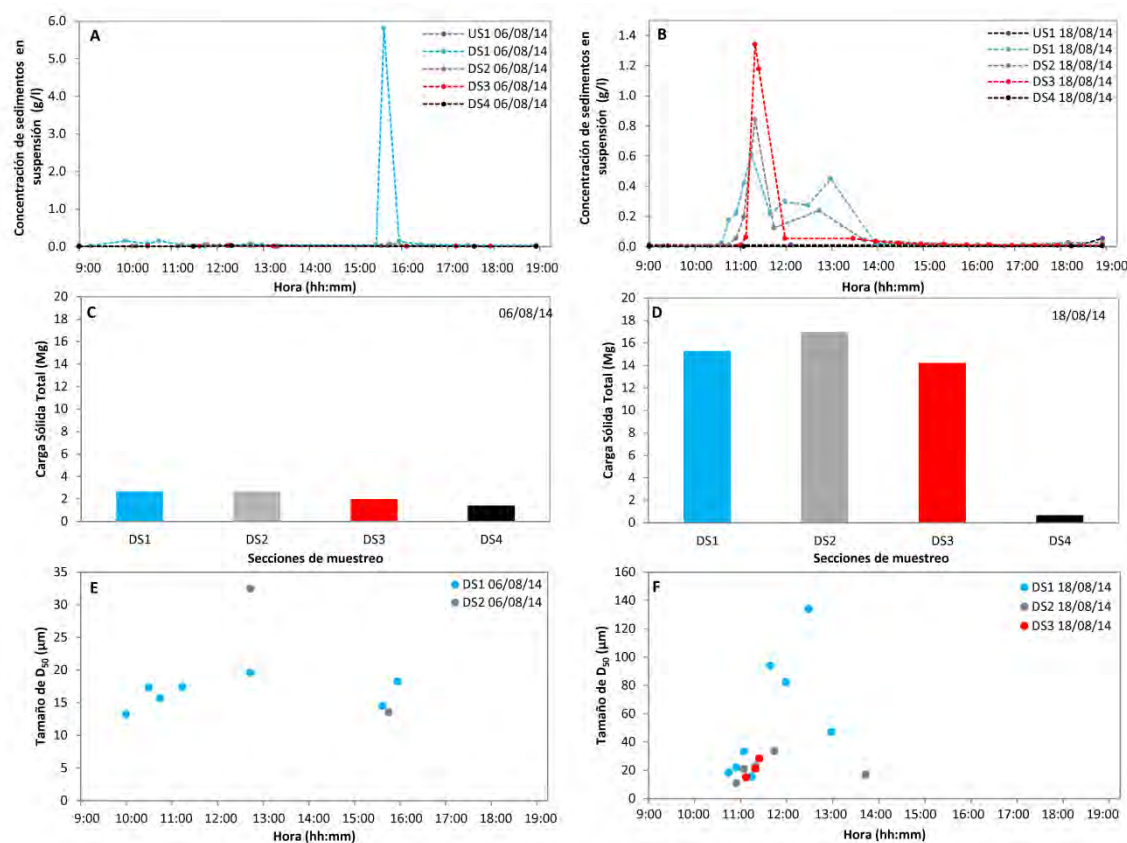 A
Concentración de sedimentos en
suspensión (g/l)
6.0
5.0
4.0
3.0
2.0
1.0
0.0
US1 06/08/14
DS1 06/08/14
DS2 06/08/14
DS3 06/08/14
DS4 06/08/14
9:00 10:00 11:00 12:00 13:00 14:00 15:00 16:00 17:00 18:00 19:00
Hora (hh:mm)
B
Concentración de sedimentos en
suspensión (g/l)
1.4
1.2
1.0
0.8
0.6
0.4
0.2
0.0
US1 18/08/14
DS1 18/08/14
DS2 18/08/14
DS3 18/08/14
DS4 18/08/14
9:00 10:00 11:00 12:00 13:00 14:00 15:00 16:00 17:00 18:00 19:00
Hora (hh:mm)
C
06/08/14
Carga Sólida Total (Mg)
20
18
16
14
12
10
8
6
4
2
0
DS1 DS2 DS3 DS4
Secciones de muestreo
D
18/08/14
Carga Sólida Total (Mg)
20
18
16
14
12
10
8
6
4
2
0
DS1 DS2 DS3 DS4
Secciones de muestreo
E
Tamaño de D50 (µm)
35
30
25
20
15
10
5
0
DS1 06/08/14
DS2 06/08/14
9:00 10:00 11:00 12:00 13:00 14:00 15:00 16:00 17:00 18:00 19:00
Hora (hh:mm)
F
Tamaño de D50 (µm)
160
140
120
100
80
60
40
20
0
DS1 18/08/14
DS2 18/08/14
DS3 18/08/14
9:00 10:00 11:00 12:00 13:00 14:00 15:00 16:00 17:00 18:00 19:00
Hora (hh:mm)